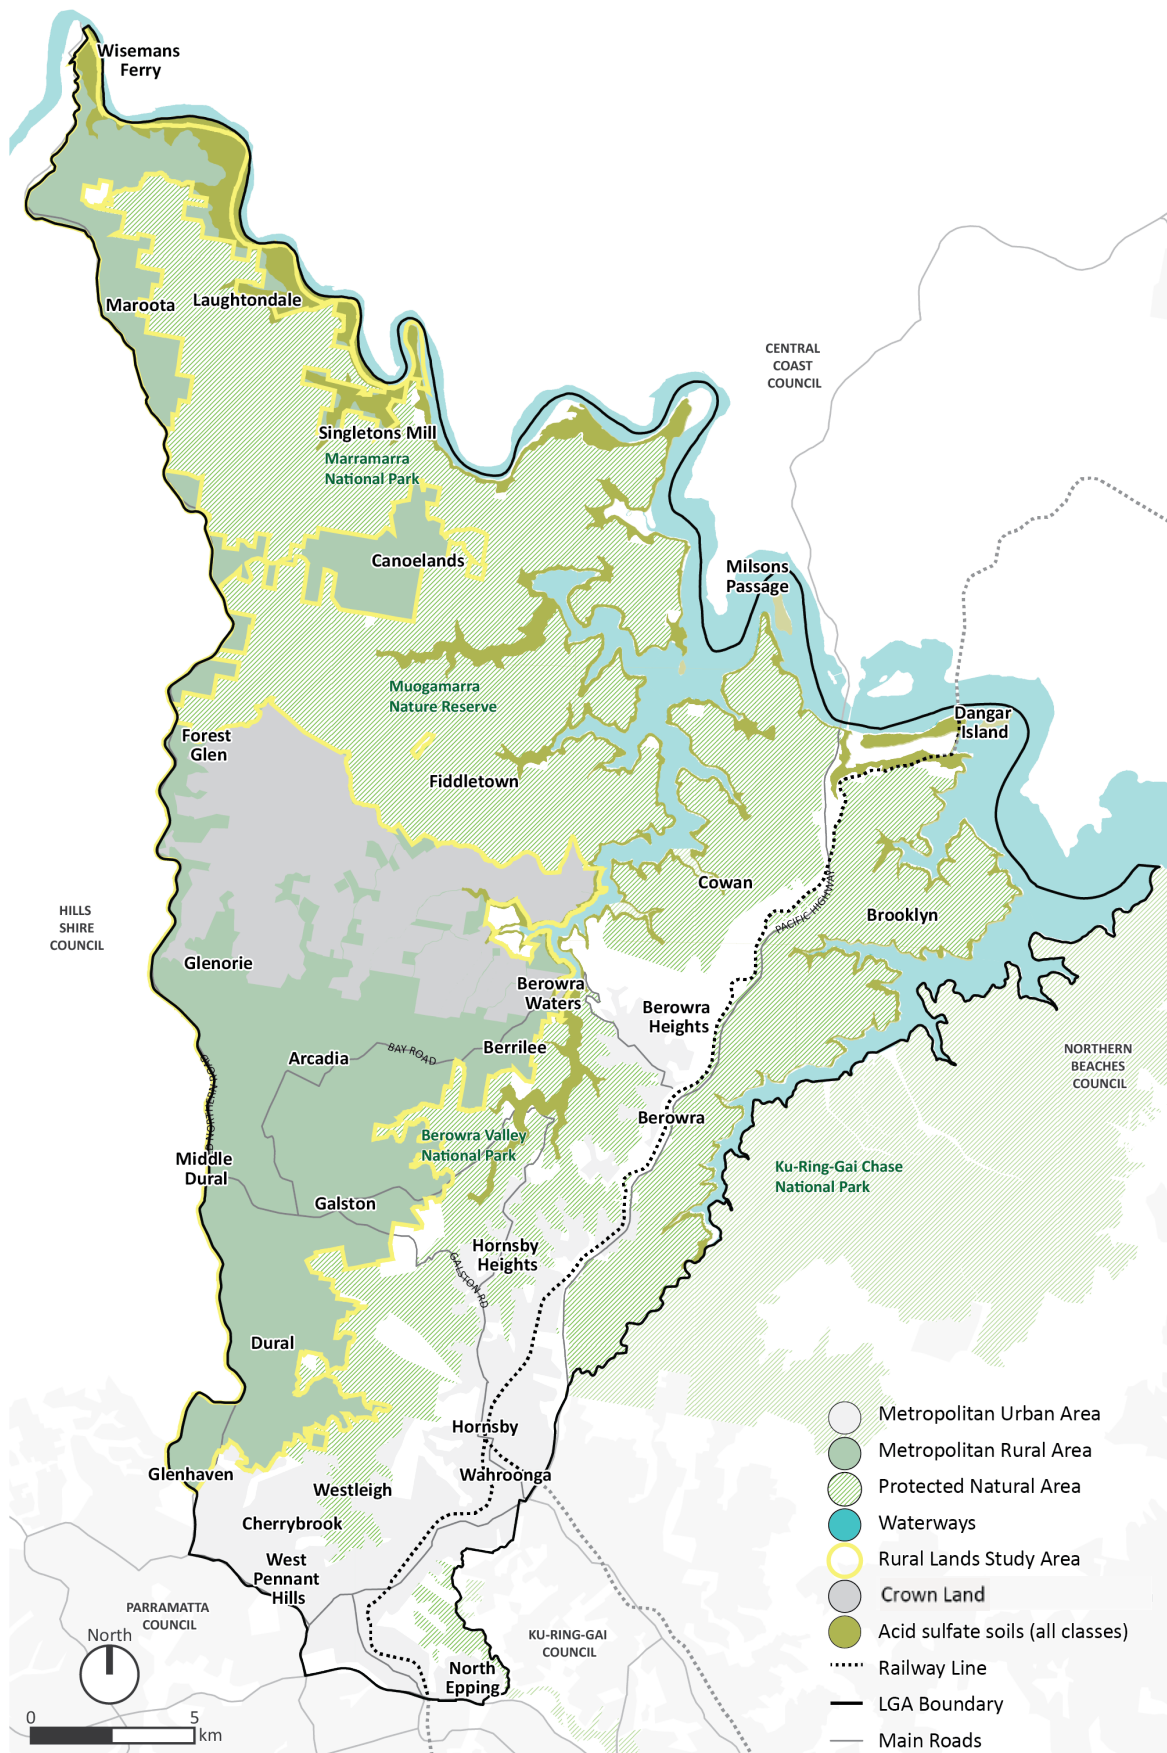 Wisemans
Ferry
Maroota
Laughtondale
CENTRAL
COAST
COUNCIL
Singletons Mill
Marramarra
National Park
Canoelands
Milsons
Passage
Muogamarra
Nature Reserve
Dangar
Island
Forest
Glen
Fiddletown
Cowan
PACIFIC HIGHWAY
Brooklyn
HILLS
SHIRE
COUNCIL
Glenorie
Berowra
Waters
Berowra
Heights
Arcadia
BAY ROAD
Berrilee
NORTHERN
BEACHES
COUNCIL
NORTHERN ROAD
Berowra
Berowra Valley
National Park
Middle
Dural
Ku-Ring-Gai Chase
National Park
Galston
Hornsby
Heights
GALSTON RD
Dural
Hornsby
Glenhaven
Wahroonga
Westleigh
Cherrybrook
West
Pennant
Hills
PARRAMATTA
COUNCIL
KU-RING-GAI
COUNCIL
North
Epping
North
0 5
km
Metropolitan Urban Area
Metropolitan Rural Area
Protected Natural Area
Waterways
Rural Lands Study Area
Crown Land
Acid sulfate soils (all classes)
Railway Line
LGA Boundary
Main Roads